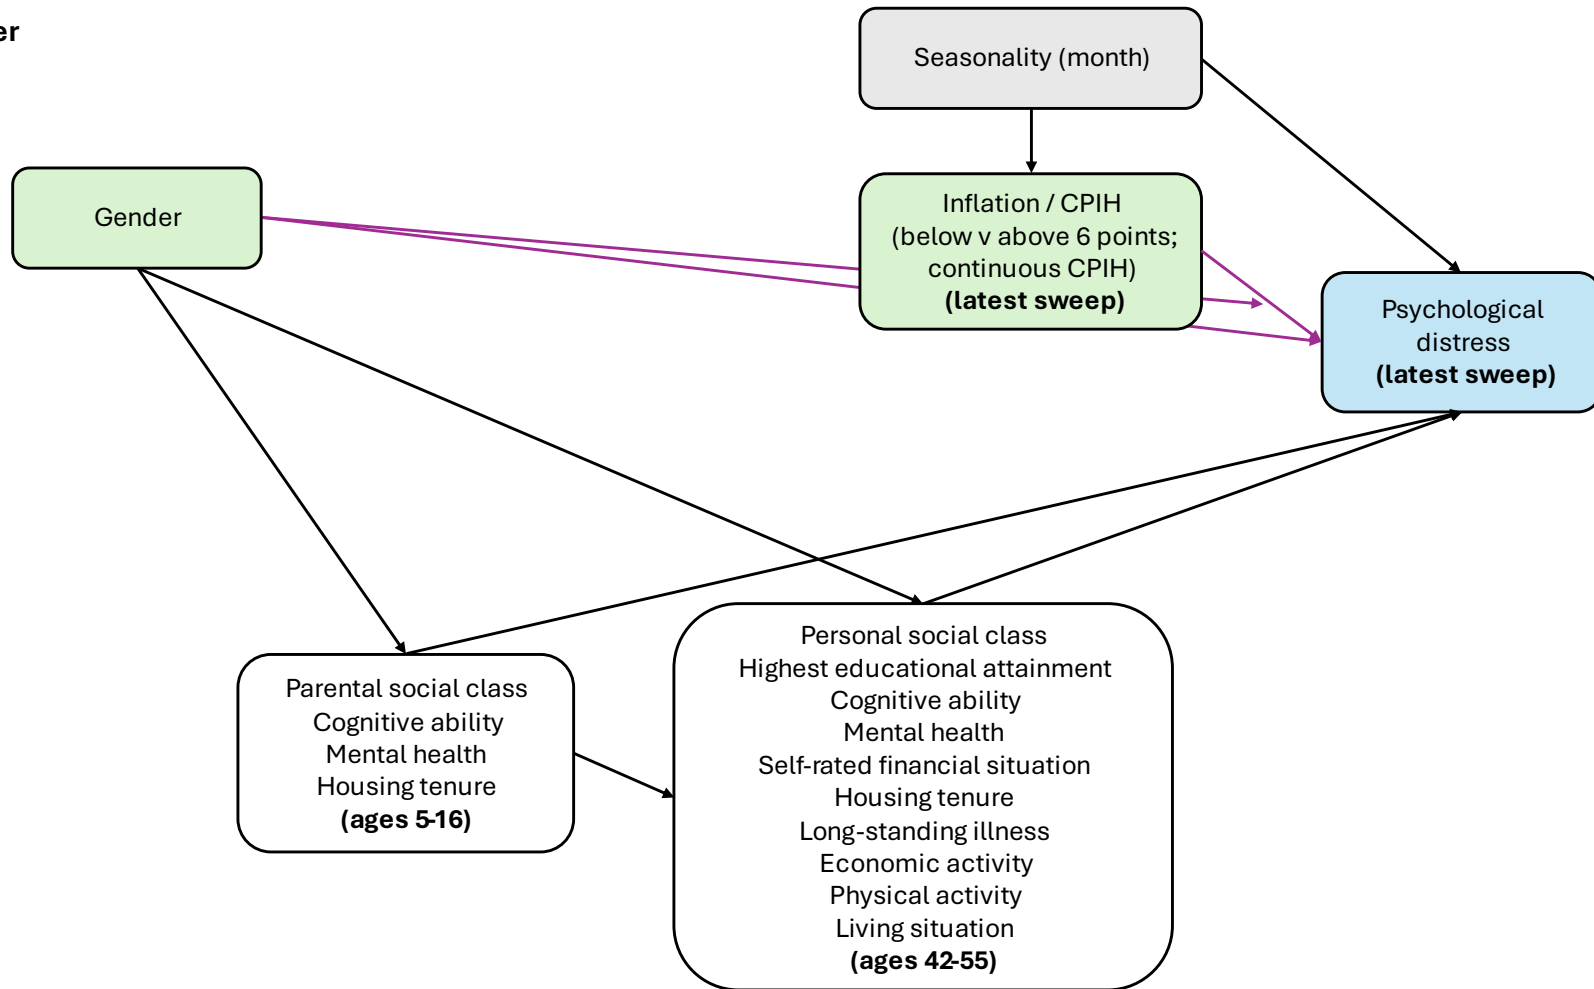 er
Seasonality (month)
Gender
Inflation / CPIH
(below v above 6 points;
continuous CPIH)
(latest sweep)
Psychological
distress
(latest sweep)
Parental social class
Cognitive ability
Mental health
Housing tenure
(ages 5-16)
Personal social class
Highest educational attainment
Cognitive ability
Mental health
Self-rated financial situation
Housing tenure
Long-standing illness
Economic activity
Physical activity
Living situation
(ages 42-55)